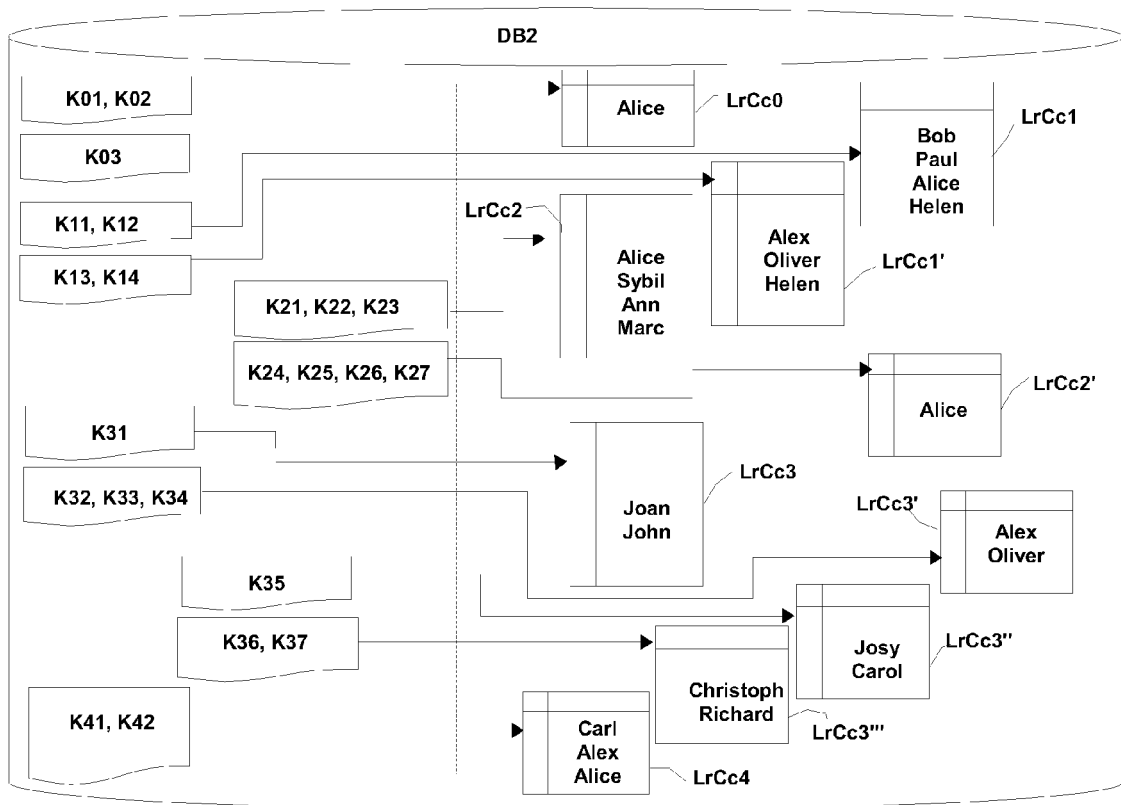 DB2
K01, K02
Alice
LrCc0
LrCc1
K03
Bob
Paul
Alice
Helen
K11, K12
LrCc2
K13, K14
Alice
Sybil
Ann
Marc
Alex
Oliver
Helen
LrCc1'
K21, K22, K23
K24, K25, K26, K27
LrCc2'
Alice
K31
LrCc3
K32, K33, K34
Joan
John
LrCc3'
Alex
Oliver
K35
K36, K37
Josy
Carol
LrCc3''
Christoph
Richard
LrCc3'''
K41, K42
Carl
Alex
Alice
LrCc4